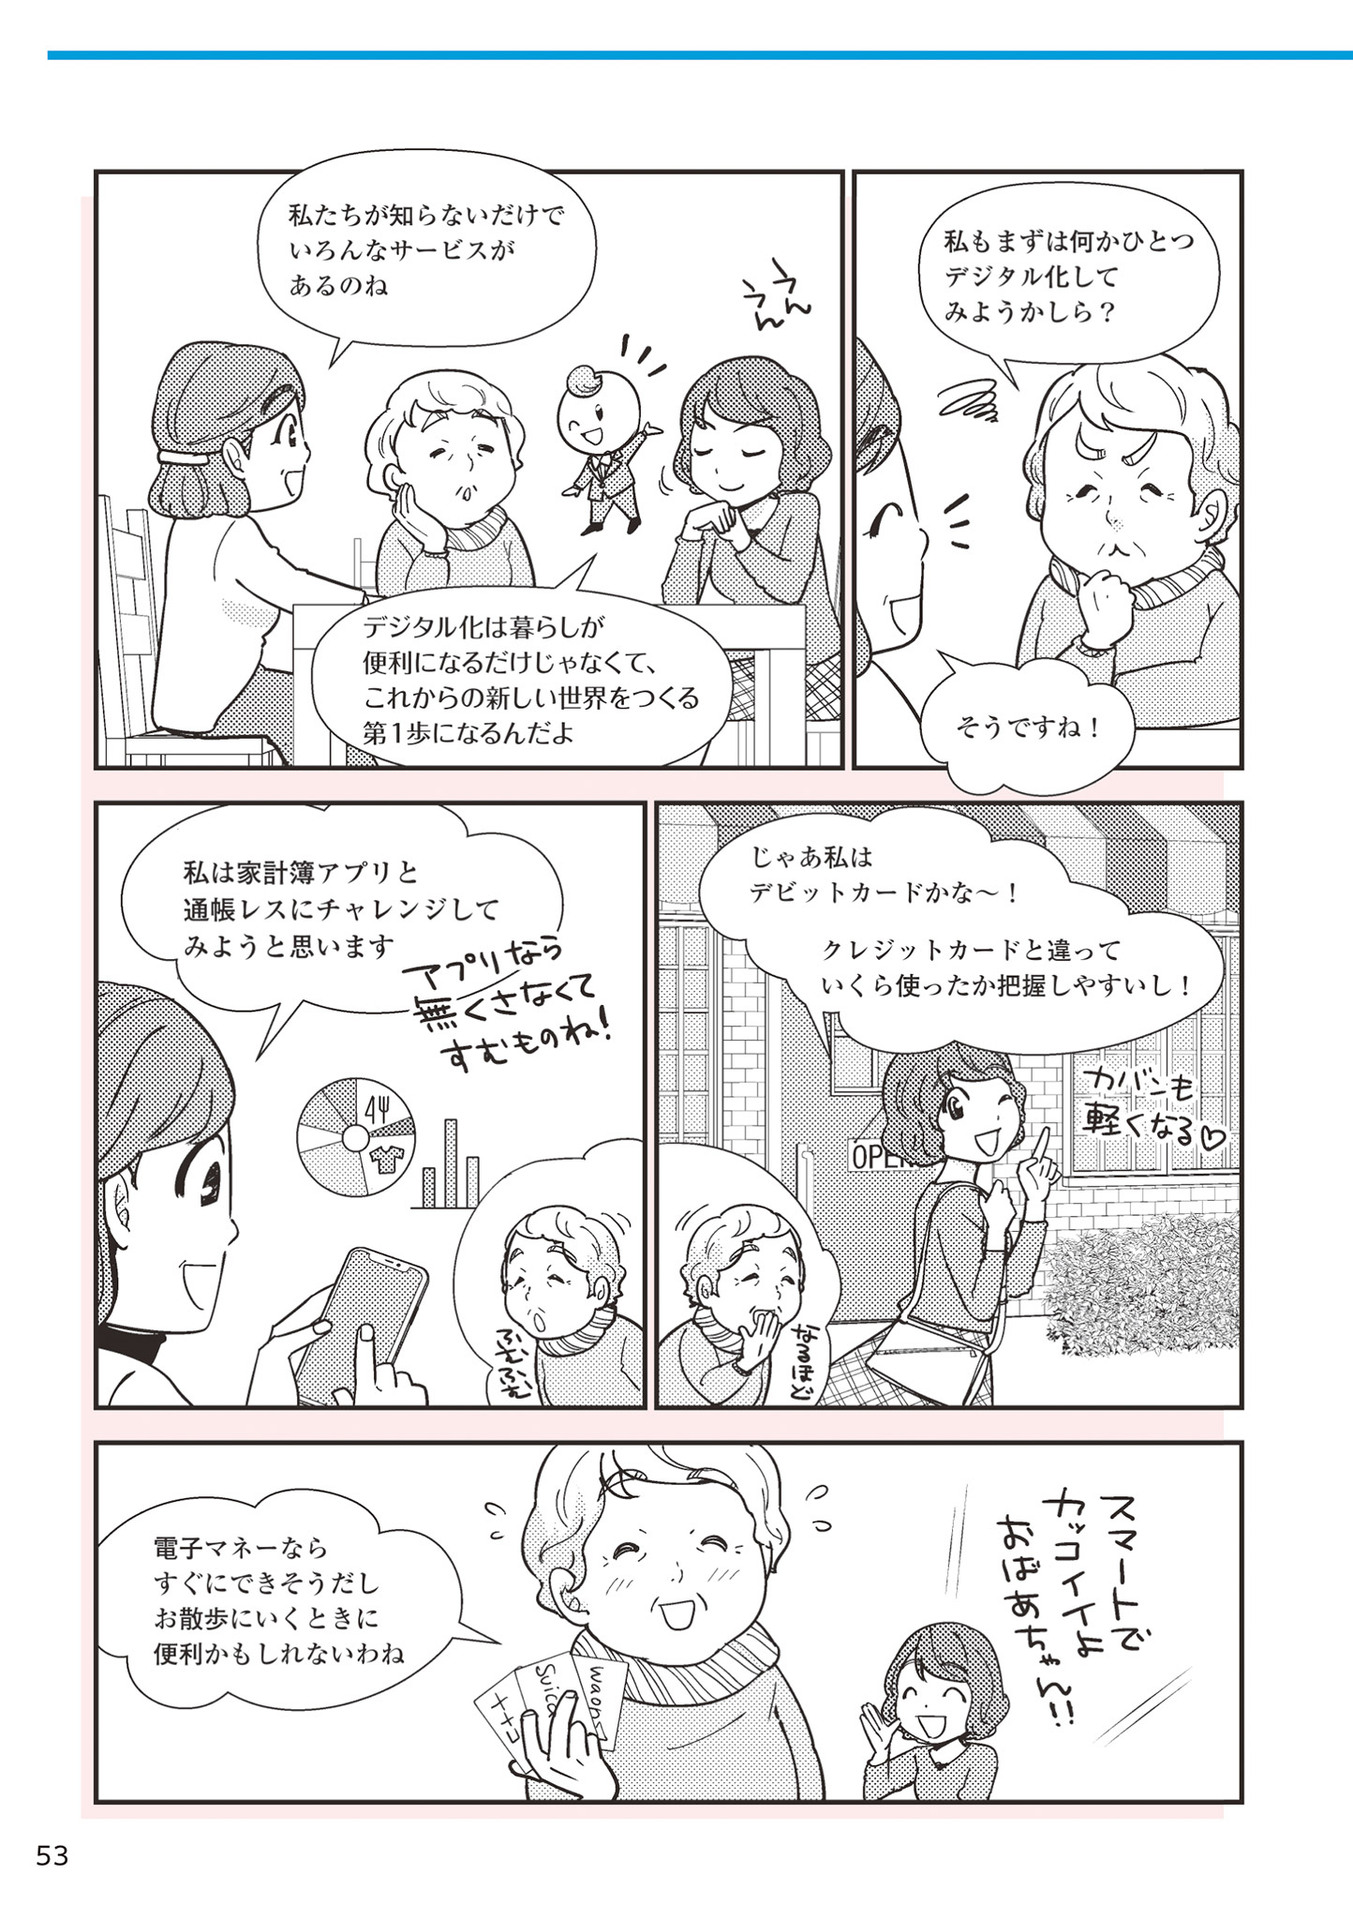 私たちが知らないだけで
いろんなサービスが
あるのね
うんうん
デジタル化は暮らしが
便利になるだけじゃなくて、
これからの新しい世界をつくる
第1歩になるんだよ
私もまずは何かひとつ
デジタル化して
みようかしら？
そうですね！
私は家計簿アプリと
通帳レスにチャレンジして
みようと思います
アプリなら
無くさなくて
すむものね！
ふむふむ
じゃあ私は
デビットカードかな〜！
クレジットカードと違って
いくら使ったか把握しやすいし！
カバンも
軽くなる♡
OPEN
なるほど
電子マネーなら
すぐにできそうだし
お散歩にいくときに
便利かもしれないわね
ナナコ
Suica
waons
スマートで
カッコイイよ
おばあちゃん!!
53